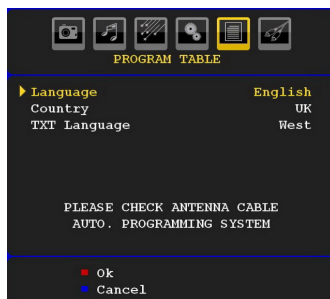 PROGRAM TABLE
Language English
Country UK
TXT Language West
PLEASE CHECK ANTENNA CABLE
AUTO. PROGRAMMING SYSTEM
Ok
Cancel